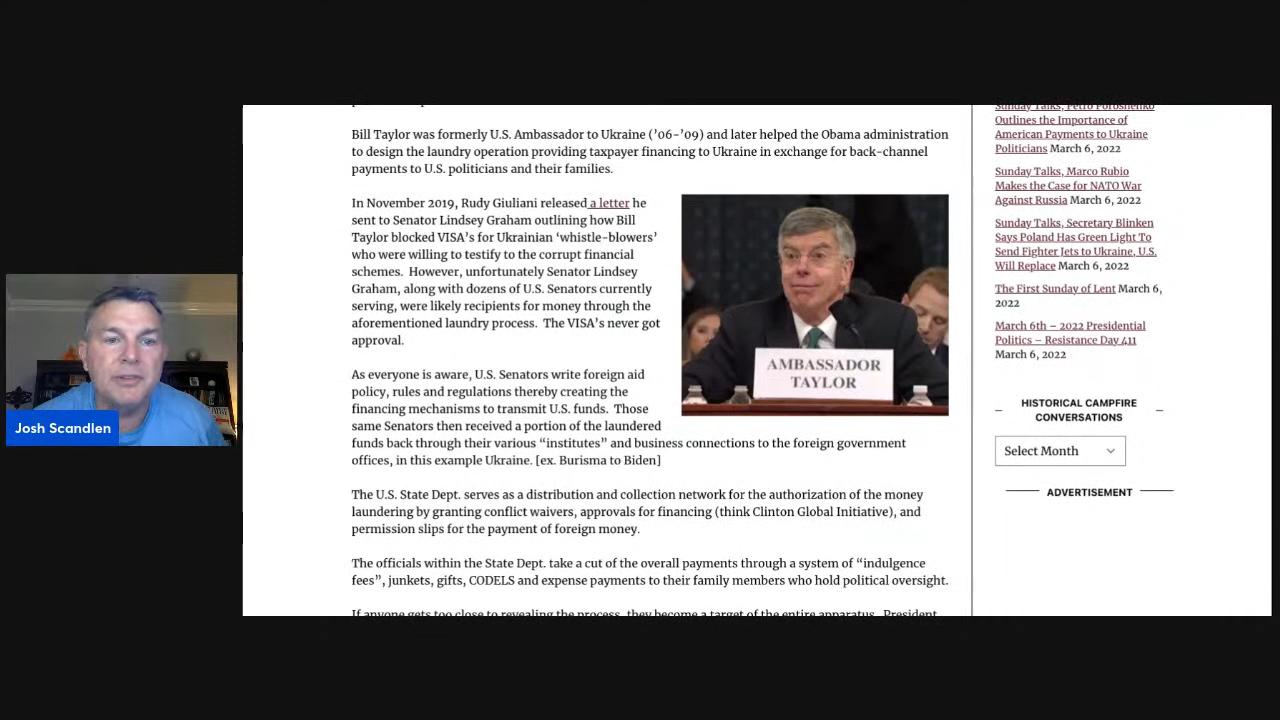 Bill Taylor was formerly U.S. Ambassador to Ukraine ('06-'09) and later helped the Obama administration
to design the laundry operation providing taxpayer financing to Ukraine in exchange for back-channel
payments to U.S. politicians and their families.
In November 2019, Rudy Giuliani released a letter he
sent to Senator Lindsey Graham outlining how Bill
Taylor blocked VISA's for Ukrainian 'whistle-blowers'
who were willing to testify to the corrupt financial
schemes. However, unfortunately Senator Lindsey
Graham, along with dozens of U.S. Senators currently
serving, were likely recipients for money through the
aforementioned laundry process. The VISA's never got
approval.
AMBASSADOR
TAYLOR
As everyone is aware, U.S. Senators write foreign aid
policy, rules and regulations thereby creating the
financing mechanisms to transmit U.S. funds. Those
same Senators then received a portion of the laundered
funds back through their various "institutes" and business connections to the foreign government
offices, in this example Ukraine. [ex. Burisma to Biden]
The U.S. State Dept. serves as a distribution and collection network for the authorization of the money
laundering by granting conflict waivers, approvals for financing (think Clinton Global Initiative), and
permission slips for the payment of foreign money.
The officials within the State Dept. take a cut of the overall payments through a system of "indulgence
fees", junkets, gifts, CODELS and expense payments to their family members who hold political oversight.
If anyone gets too close to revealing the process, they become a target of the entire apparatus. President
Sunday Talks, Petro Poroshenko
Outlines the Importance of
American Payments to Ukraine
Politicians March 6, 2022
Sunday Talks, Marco Rubio
Makes the Case for NATO War
Against Russia March 6, 2022
Sunday Talks, Secretary Blinken
Says Poland Has Green Light To
Send Fighter Jets to Ukraine, U.S.
Will Replace March 6, 2022
The First Sunday of Lent March 6,
2022
March 6th – 2022 Presidential
Politics – Resistance Day 411
March 6, 2022
HISTORICAL CAMPFIRE
CONVERSATIONS
Select Month
ADVERTISEMENT
Josh Scandlen